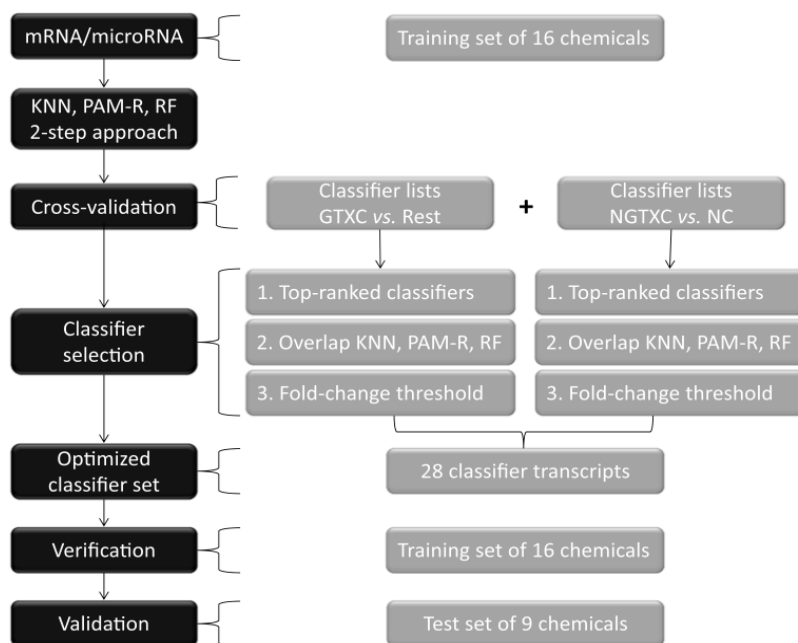 mRNA/microRNA
Training set of 16 chemicals
KNN, PAM-R, RF
2-step approach
Cross-validation
Classifier lists
GTXC vs. Rest
+
Classifier lists
NGTXC vs. NC
Classifier
selection
1. Top-ranked classifiers
2. Overlap KNN, PAM-R, RF
3. Fold-change threshold
1. Top-ranked classifiers
2. Overlap KNN, PAM-R, RF
3. Fold-change threshold
Optimized
classifier set
28 classifier transcripts
Verification
Training set of 16 chemicals
Validation
Test set of 9 chemicals